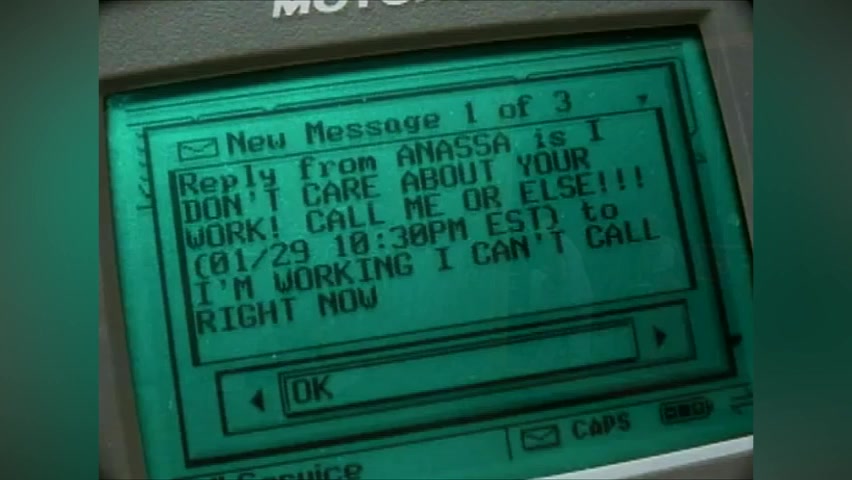 New Message 1 of 3
Reply from ANASSA is I
DON'T CARE ABOUT YOUR
WORK! CALL ME OR ELSE!!!
(01/29 10:30PM EST) to
I'M WORKING I CAN'T CALL
RIGHT NOW
OK
CAPS
Service